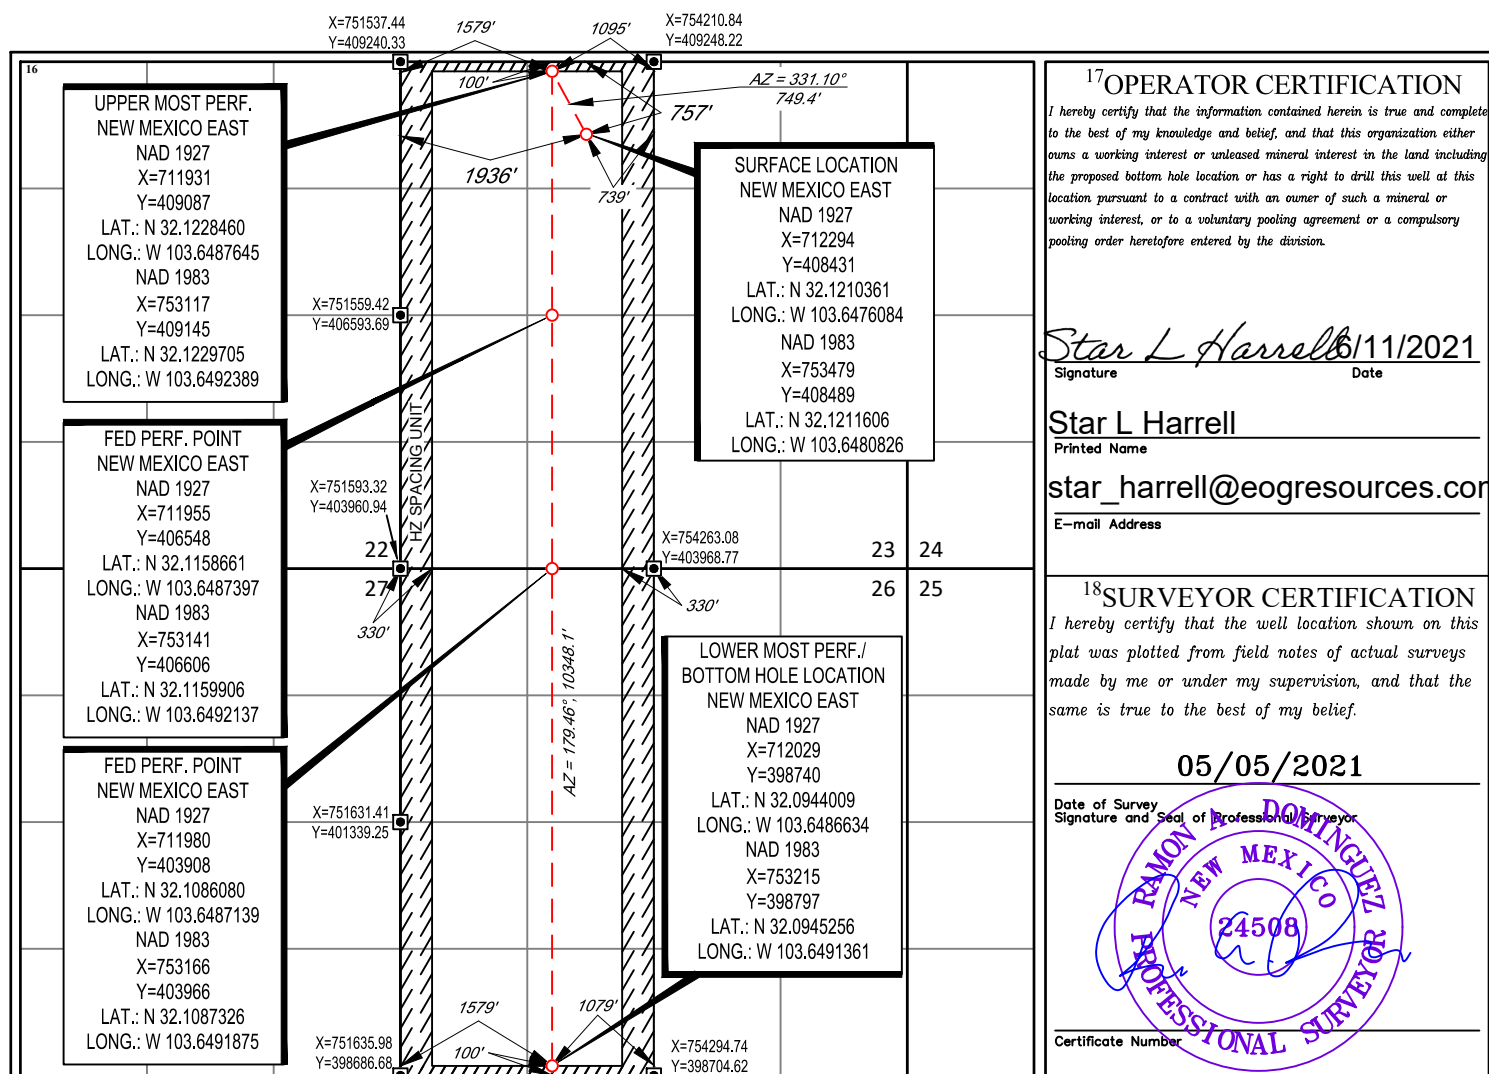 X=751537.44
Y=409240.33
1579'
1095'
X=754210.84
Y=409248.22
16
100'
AZ = 331.10°
749.4'
757'
1936'
739'
UPPER MOST PERF.
NEW MEXICO EAST
NAD 1927
X=711931
Y=409087
LAT.: N 32.1228460
LONG.: W 103.6487645
NAD 1983
X=753117
Y=409145
LAT.: N 32.1229705
LONG.: W 103.6492389
SURFACE LOCATION
NEW MEXICO EAST
NAD 1927
X=712294
Y=408431
LAT.: N 32.1210361
LONG.: W 103.6476084
NAD 1983
X=753479
Y=408489
LAT.: N 32.1211606
LONG.: W 103.6480826
X=751559.42
Y=406593.69
FED PERF. POINT
NEW MEXICO EAST
NAD 1927
X=711955
Y=406548
LAT.: N 32.1158661
LONG.: W 103.6487397
NAD 1983
X=753141
Y=406606
LAT.: N 32.1159906
LONG.: W 103.6492137
HZ SPACING UNIT
X=751593.32
Y=403960.94
X=754263.08
Y=403968.77
22
23 24
27
26 25
330'
330'
AZ = 179.46°, 10348.1'
FED PERF. POINT
NEW MEXICO EAST
NAD 1927
X=711980
Y=403908
LAT.: N 32.1086080
LONG.: W 103.6487139
NAD 1983
X=753166
Y=403966
LAT.: N 32.1087326
LONG.: W 103.6491875
LOWER MOST PERF./
BOTTOM HOLE LOCATION
NEW MEXICO EAST
NAD 1927
X=712029
Y=398740
LAT.: N 32.0944009
LONG.: W 103.6486634
NAD 1983
X=753215
Y=398797
LAT.: N 32.0945256
LONG.: W 103.6491361
X=751631.41
Y=401339.25
1579'
1079'
100'
X=751635.98
Y=398686.68
X=754294.74
Y=398704.62
17 OPERATOR CERTIFICATION
I hereby certify that the information contained herein is true and complete
to the best of my knowledge and belief, and that this organization either
owns a working interest or unleased mineral interest in the land including
the proposed bottom hole location or has a right to drill this well at this
location pursuant to a contract with an owner of such a mineral or
working interest, or to a voluntary pooling agreement or a compulsory
pooling order heretofore entered by the division.
Star L Harrell 6/11/2021
Signature Date
Star L Harrell
Printed Name
star_harrell@eogresources.com
E-mail Address
18 SURVEYOR CERTIFICATION
I hereby certify that the well location shown on this
plat was plotted from field notes of actual surveys
made by me or under my supervision, and that the
same is true to the best of my belief.
05/05/2021
Date of Survey
Signature and Seal of Professional Surveyor
RAMON A. DOMINGUEZ
NEW MEXICO
24508
PROFESSIONAL SURVEYOR
Certificate Number